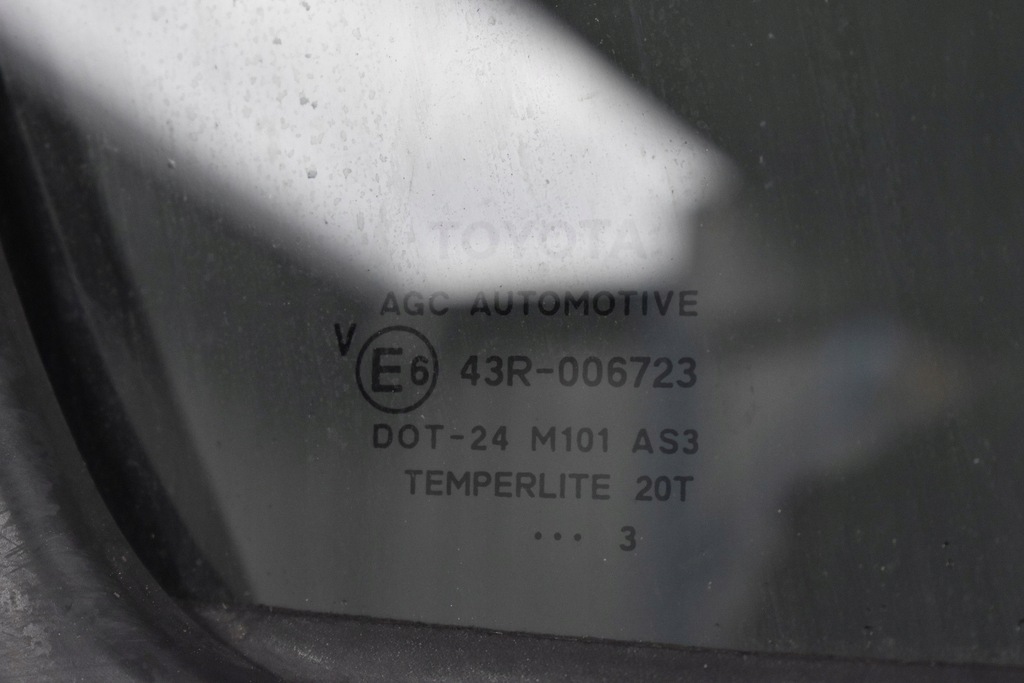 TOYOTA
AGC AUTOMOTIVE
V E6 43R-006723
DOT-24 M101 AS3
TEMPERLITE 20T
... 3